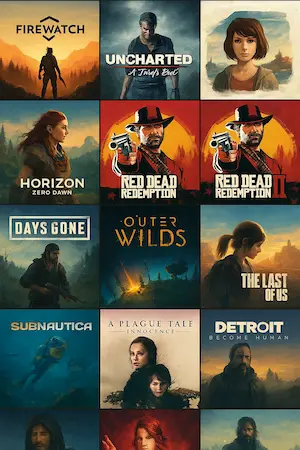 FIREWATCH
UNCHARTED
A Thief's End
HORIZON
ZERO DAWN
RED DEAD
REDEMPTION
RED DEAD
REDEMPTION
II
DAYS GONE
OUTER
WILDS
THE LAST
OF US
SUBNAUTICA
A PLAGUE TALE
INNOCENCE
DETROIT
BECOME HUMAN